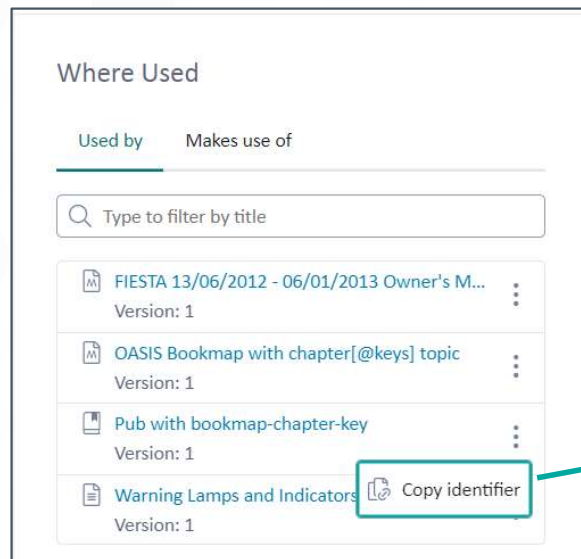 Where Used
Used by Makes use of
Type to filter by title
FIESTA 13/06/2012 - 06/01/2013 Owner's M...
Version: 1
OASIS Bookmap with chapter[@keys] topic
Version: 1
Pub with bookmap-chapter-key
Version: 1
Copy identifier
Warning Lamps and Indicators
Version: 1